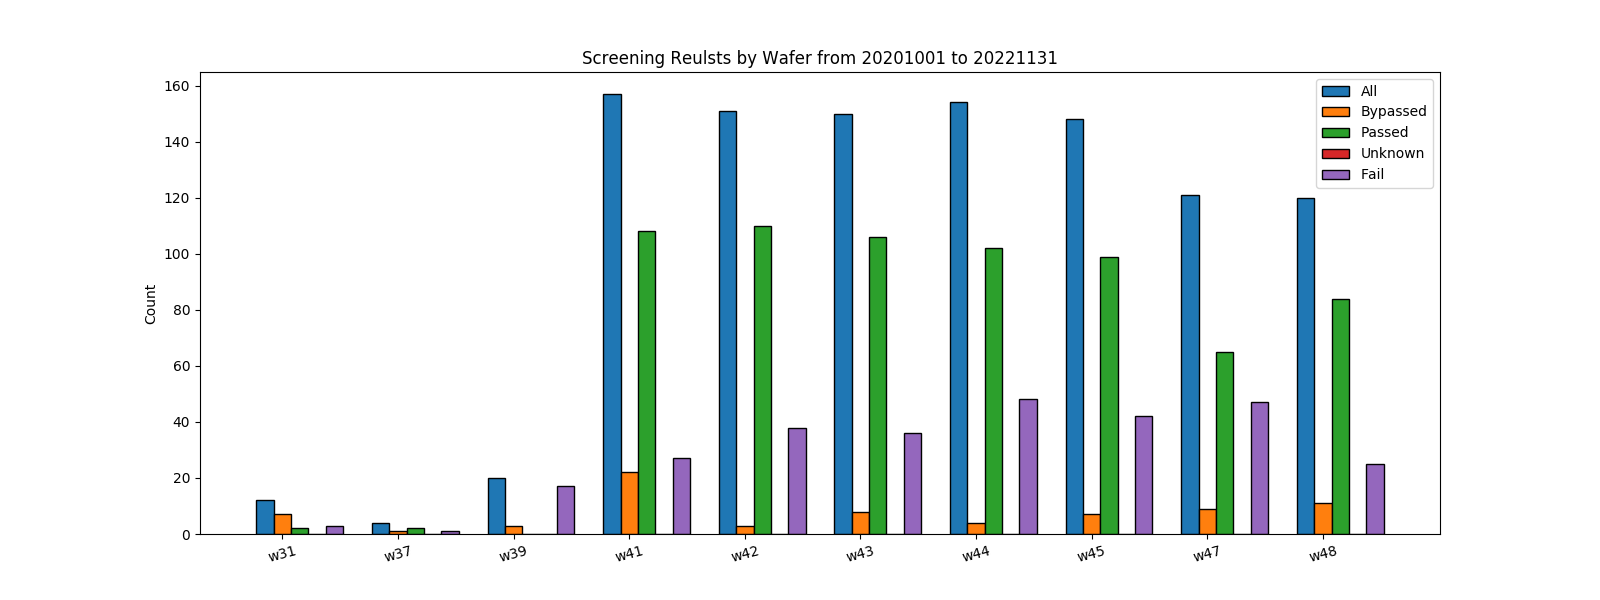 Screening Reulsts by Wafer from 20201001 to 20221131
160
140
120
100
80
60
40
20
0
Count
All
Bypassed
Passed
Unknown
Fail
w31 w37 w39 w41 w42 w43 w44 w45 w47 w48